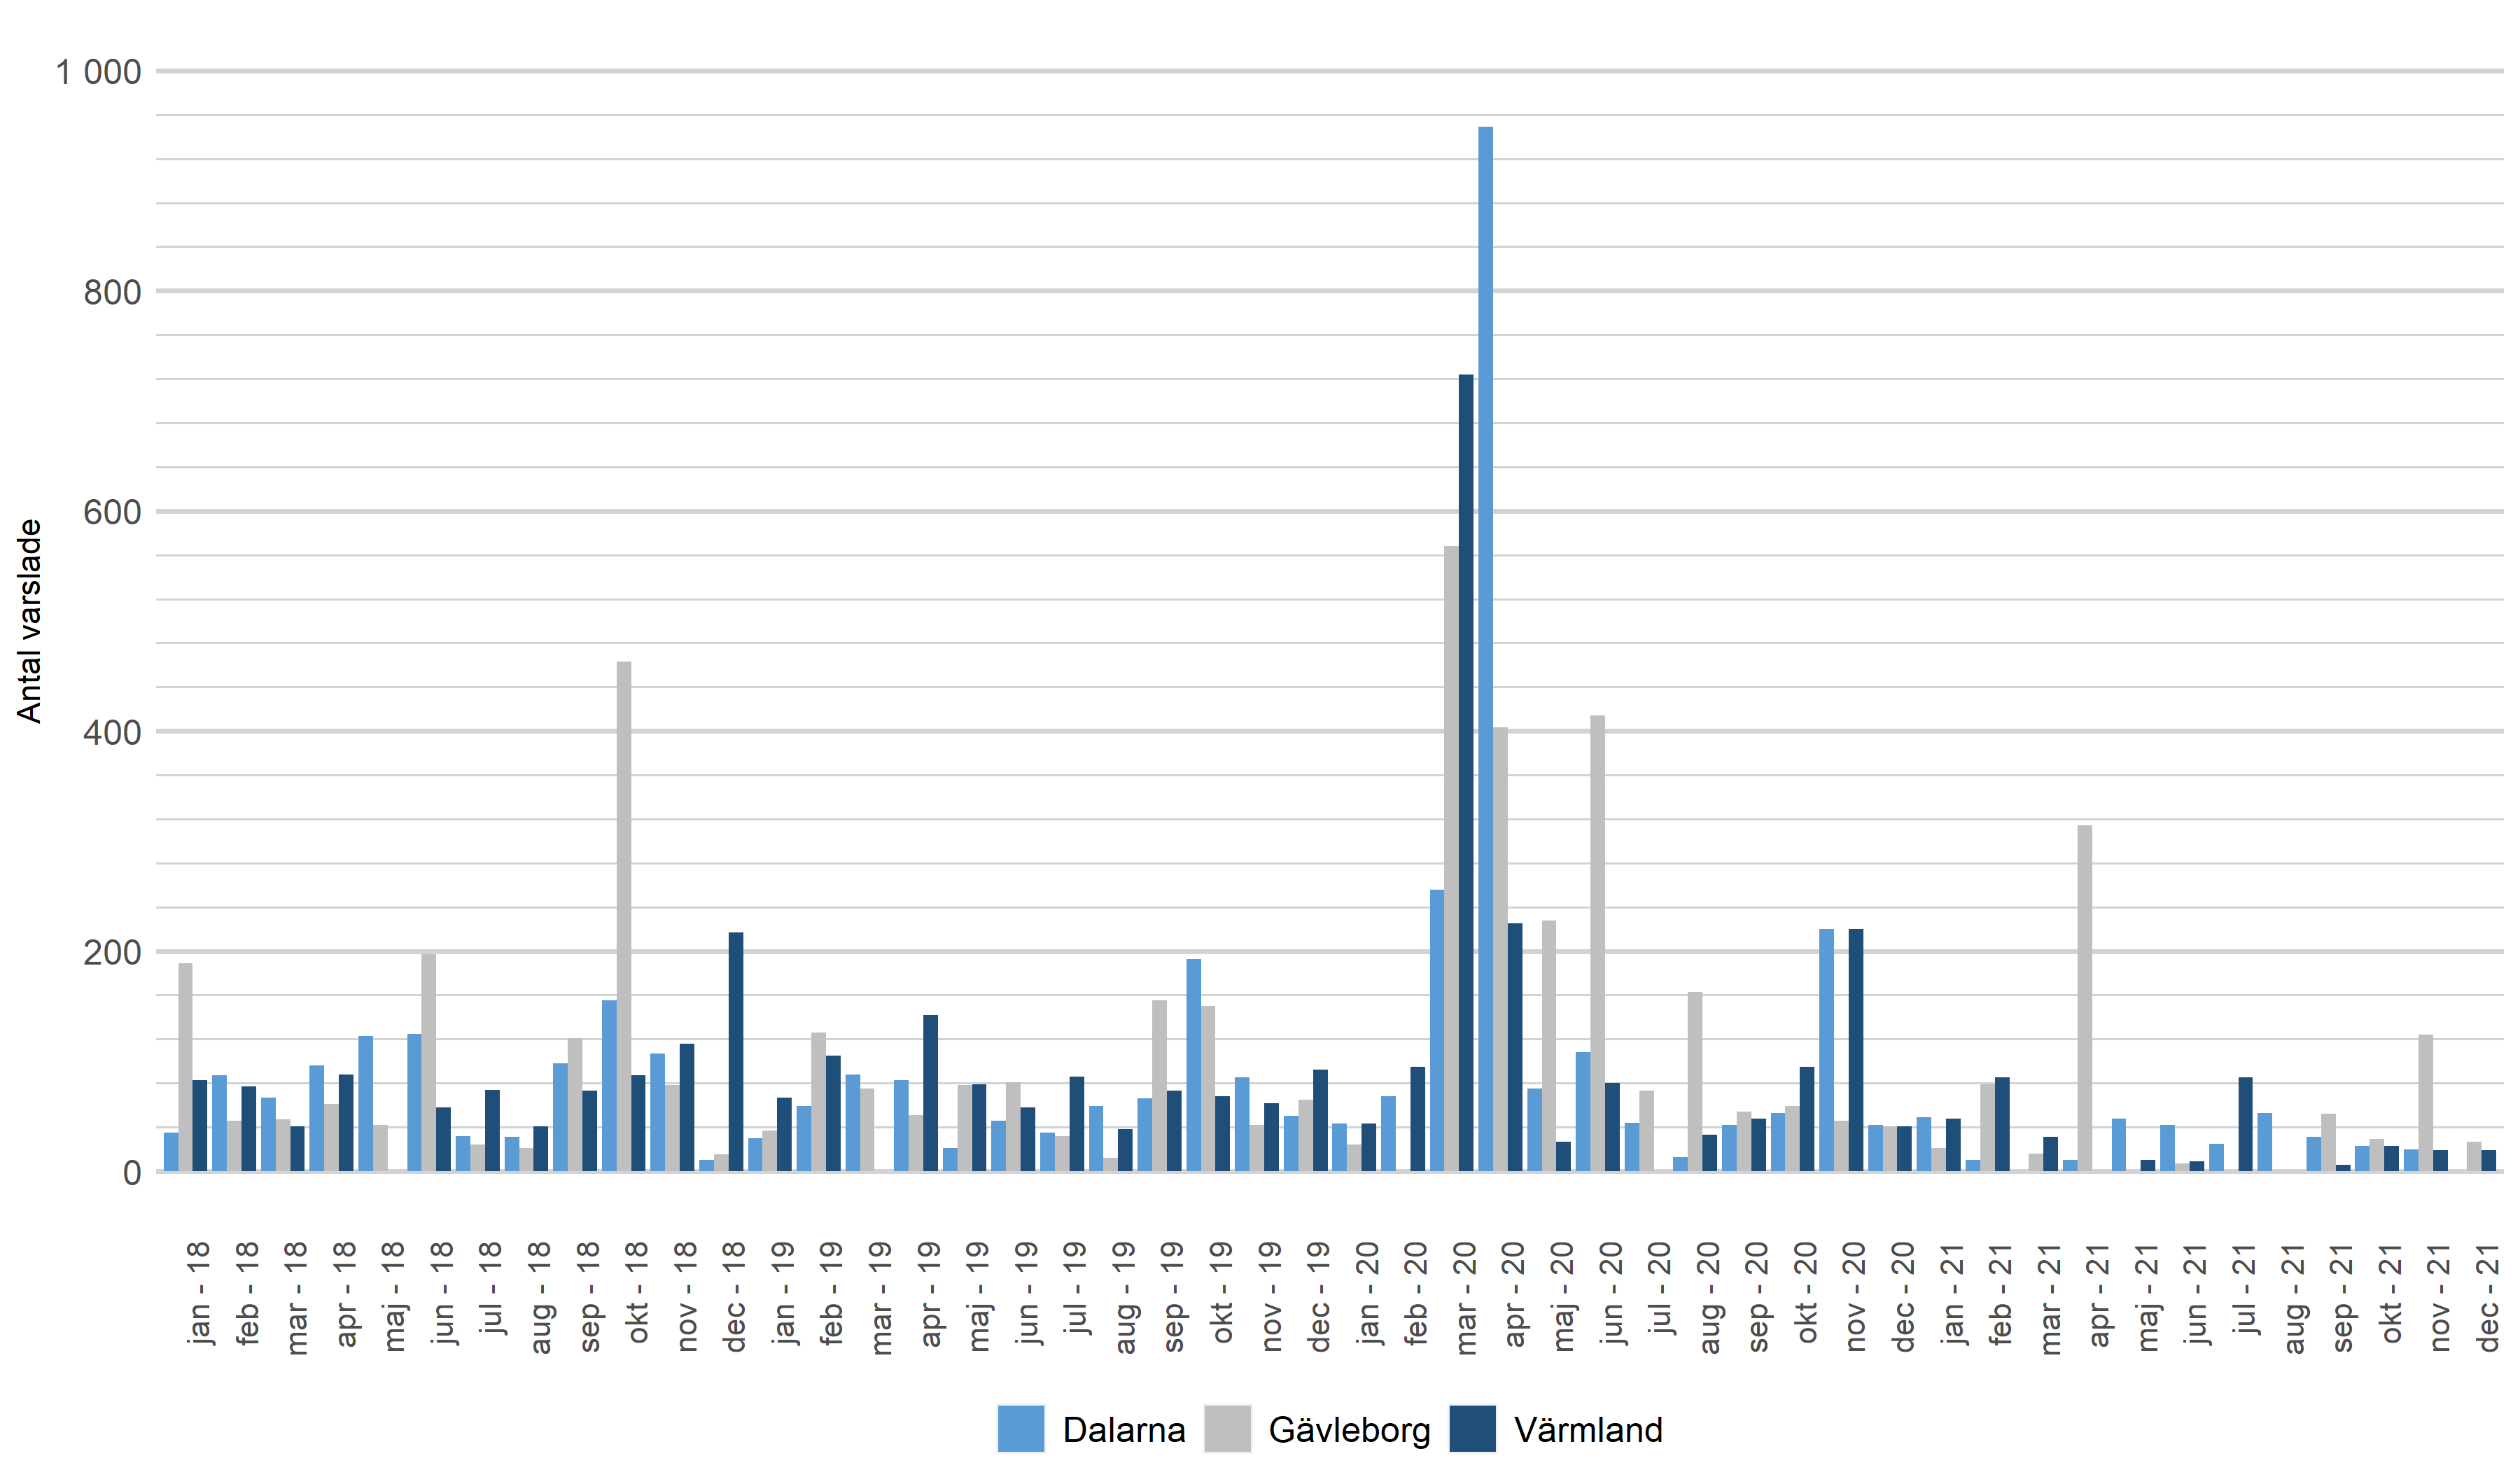 1 000
800
600
400
200
0
Antal varslade
jan - 18
feb - 18
mar - 18
apr - 18
maj - 18
jun - 18
jul - 18
aug - 18
sep - 18
okt - 18
nov - 18
dec - 18
jan - 19
feb - 19
mar - 19
apr - 19
maj - 19
jun - 19
jul - 19
aug - 19
sep - 19
okt - 19
nov - 19
dec - 19
jan - 20
feb - 20
mar - 20
apr - 20
maj - 20
jun - 20
jul - 20
aug - 20
sep - 20
okt - 20
nov - 20
dec - 20
jan - 21
feb - 21
mar - 21
apr - 21
maj - 21
jun - 21
jul - 21
aug - 21
sep - 21
okt - 21
nov - 21
dec - 21
Dalarna Gävleborg Värmland